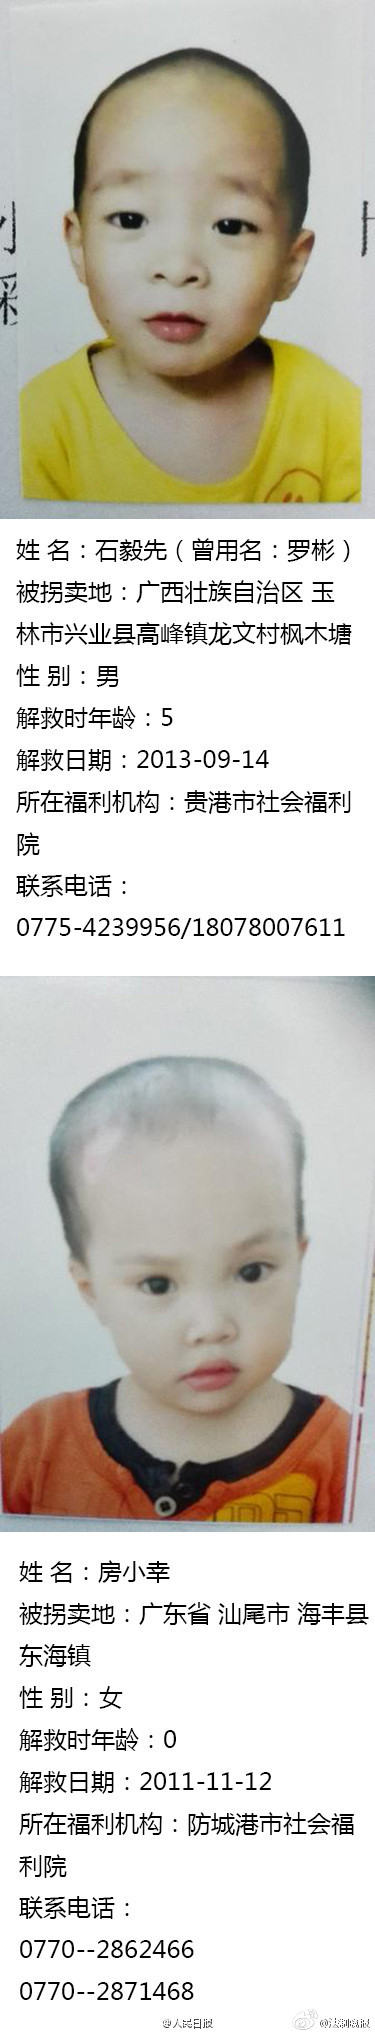 姓 名：石毅先（曾用名：罗彬）
被拐卖地：广西壮族自治区 玉
林市兴业县高峰镇龙文村枫木塘
性 别：男
解救时年龄：5
解救日期：2013-09-14
所在福利机构：贵港市社会福利
院
联系电话：
0775-4239956/18078007611
姓 名：房小幸
被拐卖地：广东省 汕尾市 海丰县
东海镇
性 别：女
解救时年龄：0
解救日期：2011-11-12
所在福利机构：防城港市社会福
利院
联系电话：
0770--2862466
0770--2871468
@人民日报
@法制晚报